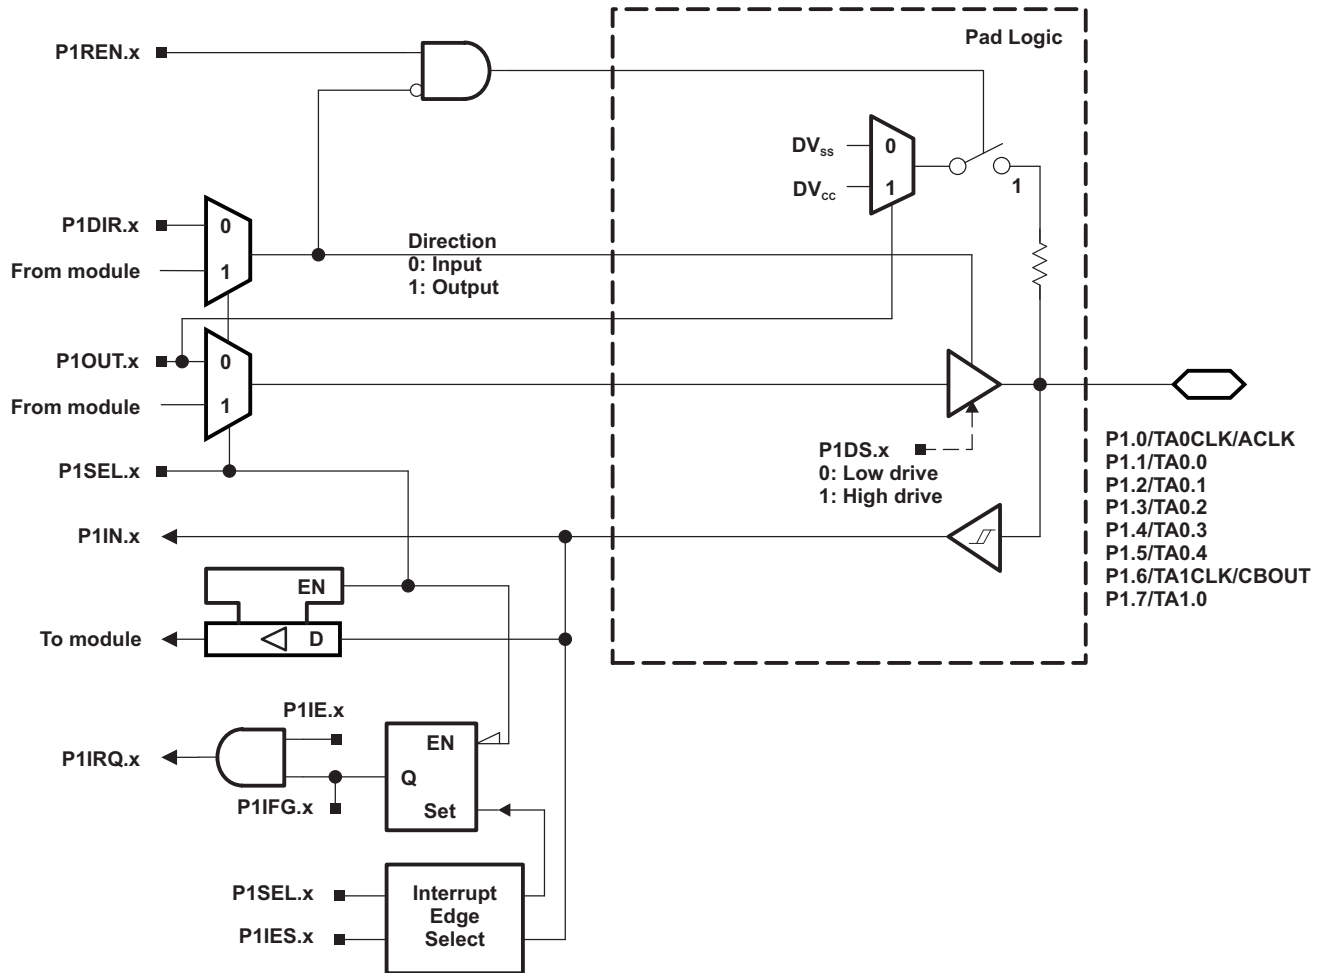 Pad Logic
P1REN.x
DVSS
0
DVCC
1
1
P1DIR.x
0
From module
1
Direction
0: Input
1: Output
P1OUT.x
0
From module
1
P1SEL.x
P1DS.x
0: Low drive
1: High drive
P1.0/TA0CLK/ACLK
P1.1/TA0.0
P1.2/TA0.1
P1.3/TA0.2
P1.4/TA0.3
P1.5/TA0.4
P1.6/TA1CLK/CBOUT
P1.7/TA1.0
P1IN.x
EN
To module
D
P1IE.x
P1IRQ.x
EN
Q
P1IFG.x
Set
P1SEL.x
P1IES.x
Interrupt
Edge
Select